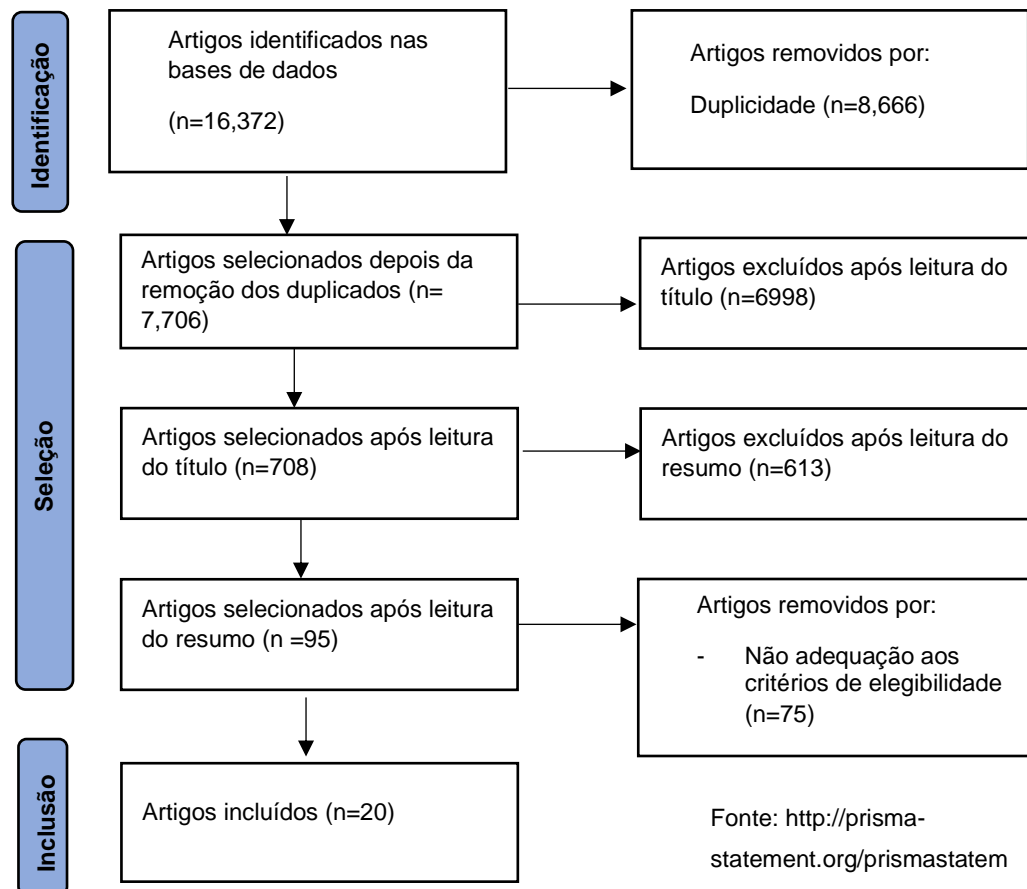 Identificação
Artigos identificados nas
bases de dados
(n=16,372)
Artigos removidos por:
Duplicidade (n=8,666)
Seleção
Artigos selecionados depois da
remoção dos duplicados (n=
7,706)
Artigos excluídos após leitura do
título (n=6998)
Artigos selecionados após leitura
do título (n=708)
Artigos excluídos após leitura do
resumo (n=613)
Artigos selecionados após leitura
do resumo (n =95)
Artigos removidos por:
- Não adequação aos
critérios de elegibilidade
(n=75)
Inclusão
Artigos incluídos (n=20)
Fonte: http://prisma-
statement.org/prismastatem